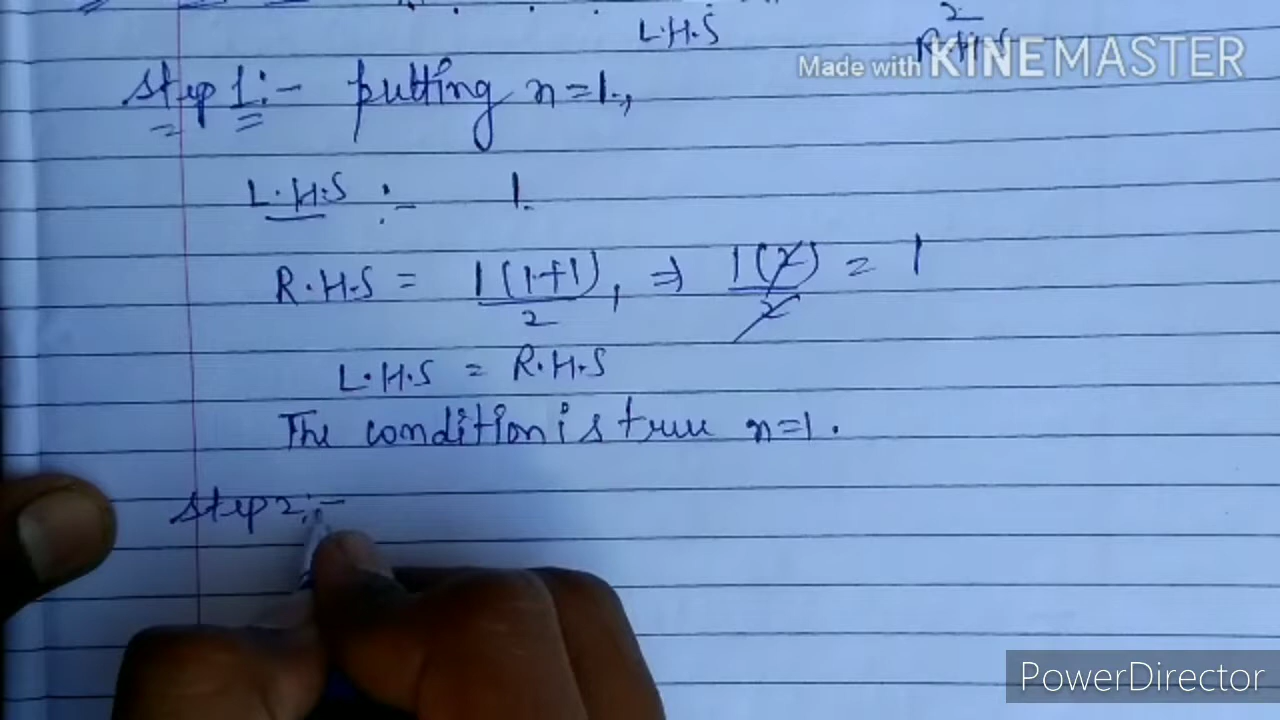 L.H.S
2
R.H.S
Made with KINEMASTER
Step 1:- putting n=1.,
L.H.S :- 1.
R.H.S = 1(1+1)/2, ⇒ 1(2)/2 = 1
L.H.S = R.H.S
The condition is true n=1.
Step 2:-
PowerDirector